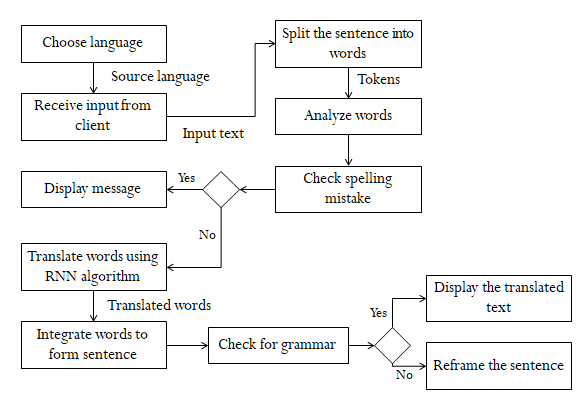 Choose language
Source language
Receive input from
client
Input text
Split the sentence into
words
Tokens
Analyze words
Check spelling
mistake
Yes
Display message
No
Translate words using
RNN algorithm
Translated words
Integrate words to
form sentence
Check for grammar
Yes
Display the translated
text
No
Reframe the sentence